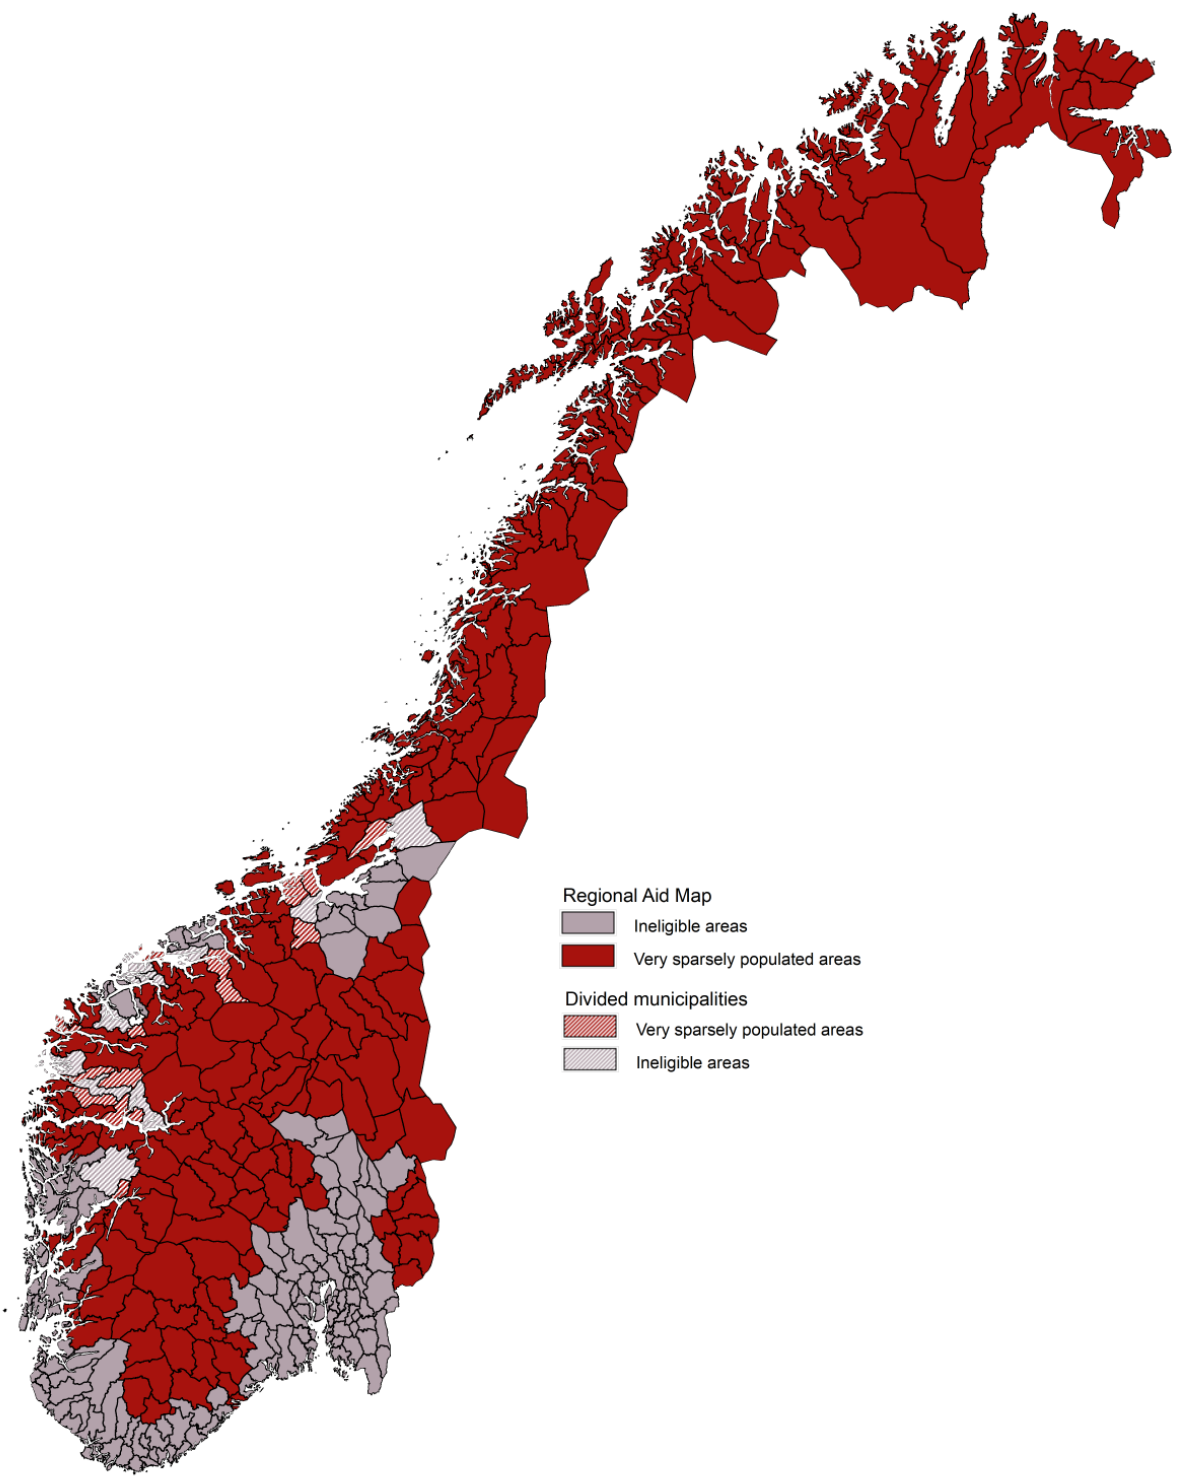 Regional Aid Map
Ineligible areas
Very sparsely populated areas
Divided municipalities
Very sparsely populated areas
Ineligible areas